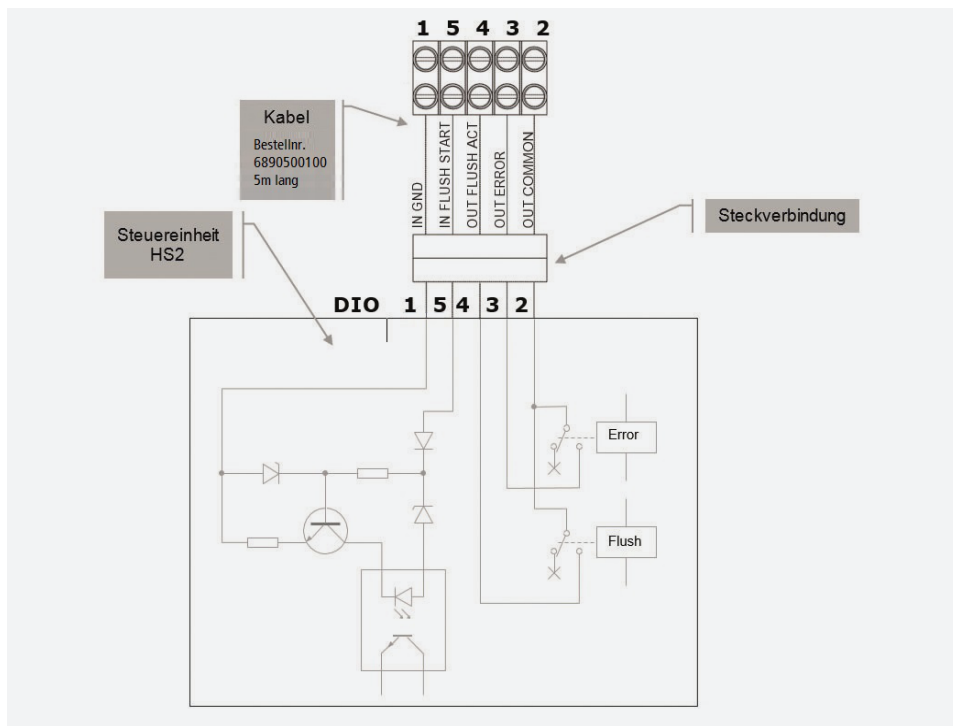 1 5 4 3 2
Kabel
Bestellnr.
6890500100
5m lang
IN GND
IN FLUSH START
OUT FLUSH ACT
OUT ERROR
OUT COMMON
Steckverbindung
Steuereinheit
HS2
DIO 1 5 4 3 2
Error
Flush